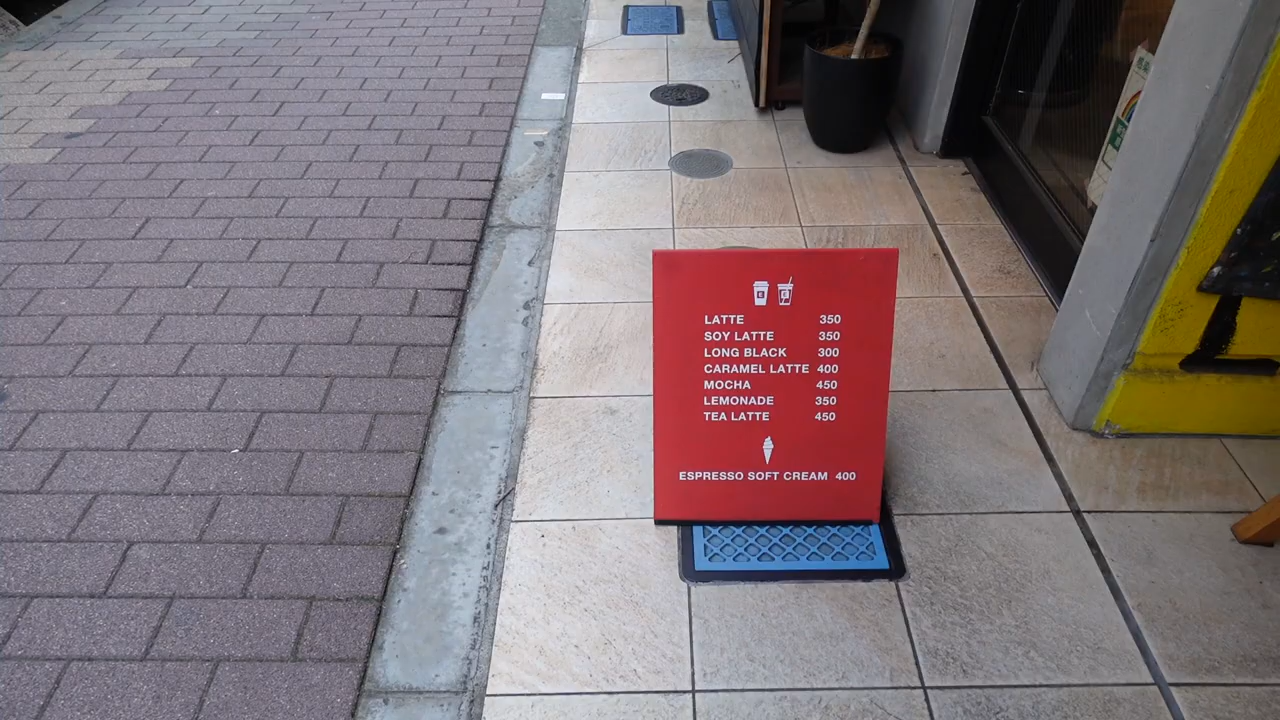 LATTE 350
SOY LATTE 350
LONG BLACK 300
CARAMEL LATTE 400
MOCHA 450
LEMONADE 350
TEA LATTE 450
ESPRESSO SOFT CREAM 400